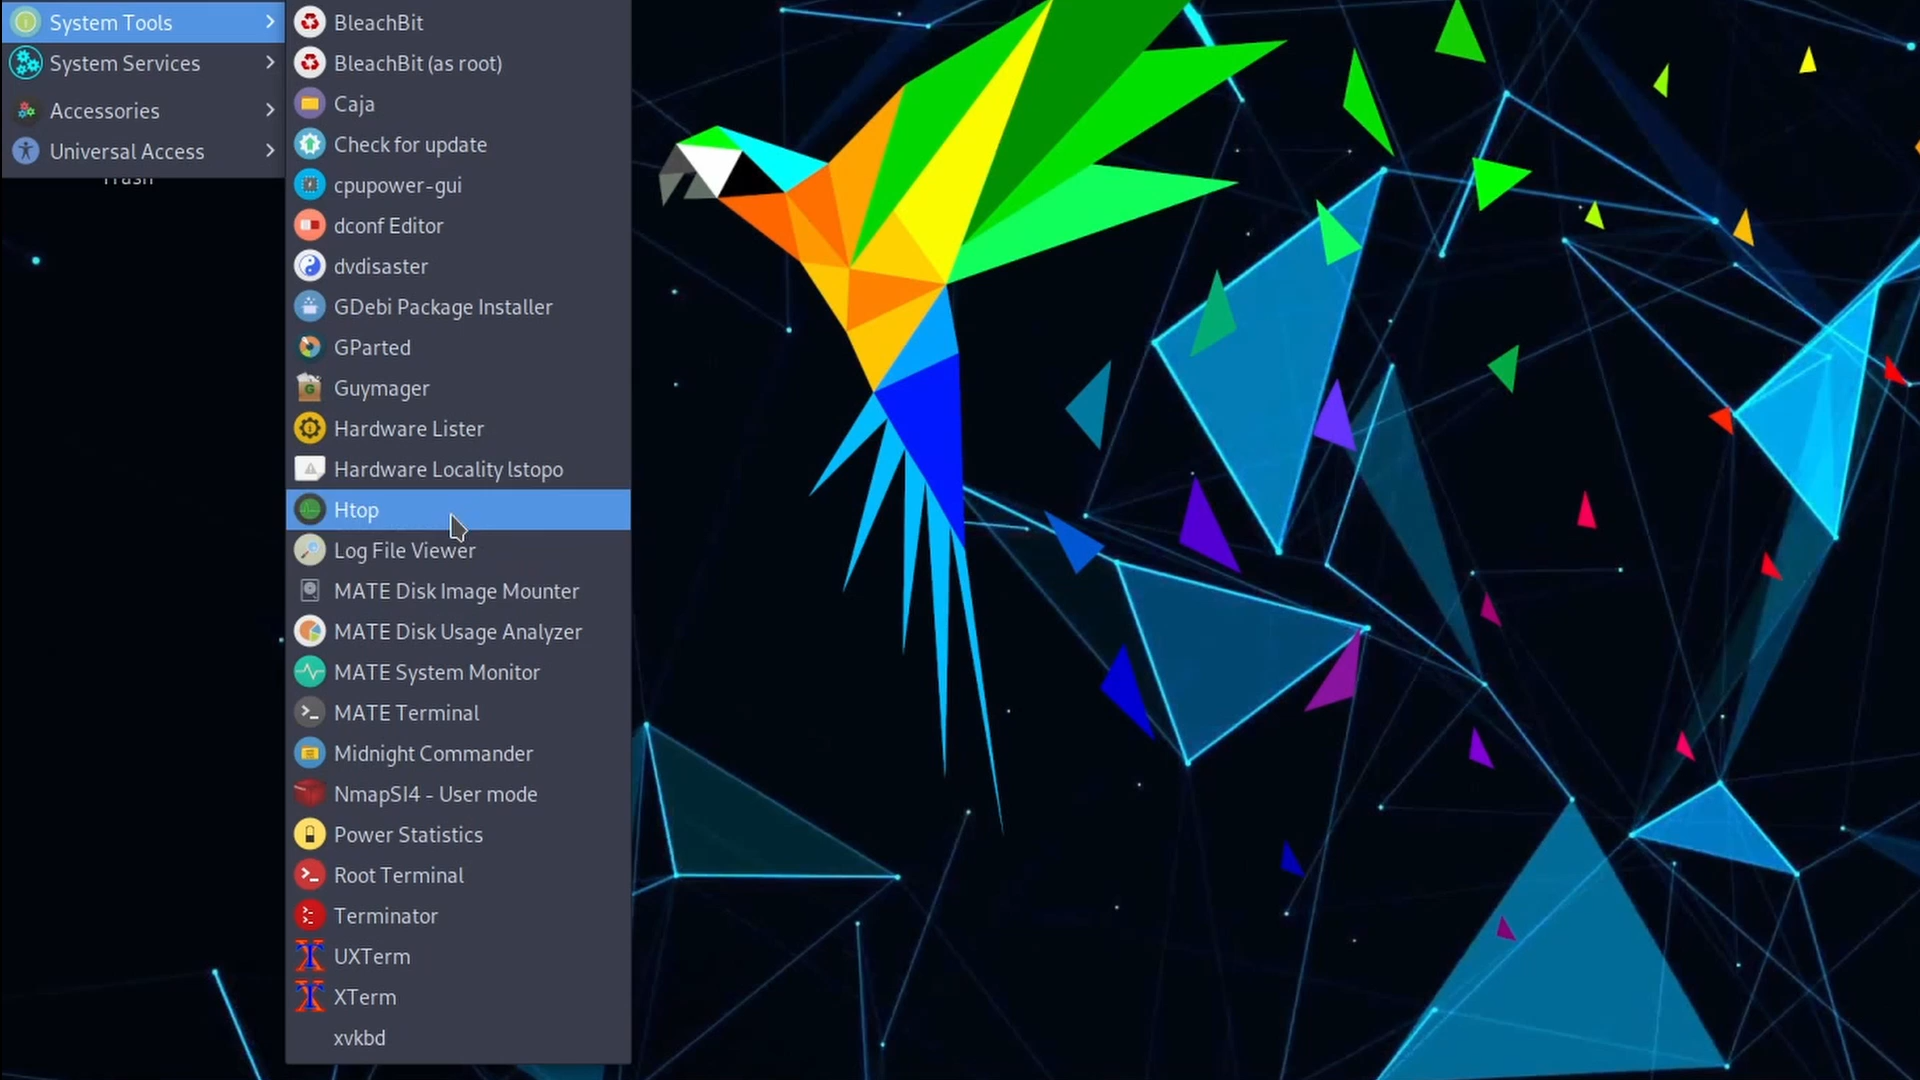 System Tools
System Services
Accessories
Universal Access
Trash
BleachBit
BleachBit (as root)
Caja
Check for update
cpupower-gui
dconf Editor
dvdisaster
GDebi Package Installer
GParted
Guymager
Hardware Lister
Hardware Locality lstopo
Htop
Log File Viewer
MATE Disk Image Mounter
MATE Disk Usage Analyzer
MATE System Monitor
MATE Terminal
Midnight Commander
NmapSI4 - User mode
Power Statistics
Root Terminal
Terminator
UXTerm
XTerm
xvkbd